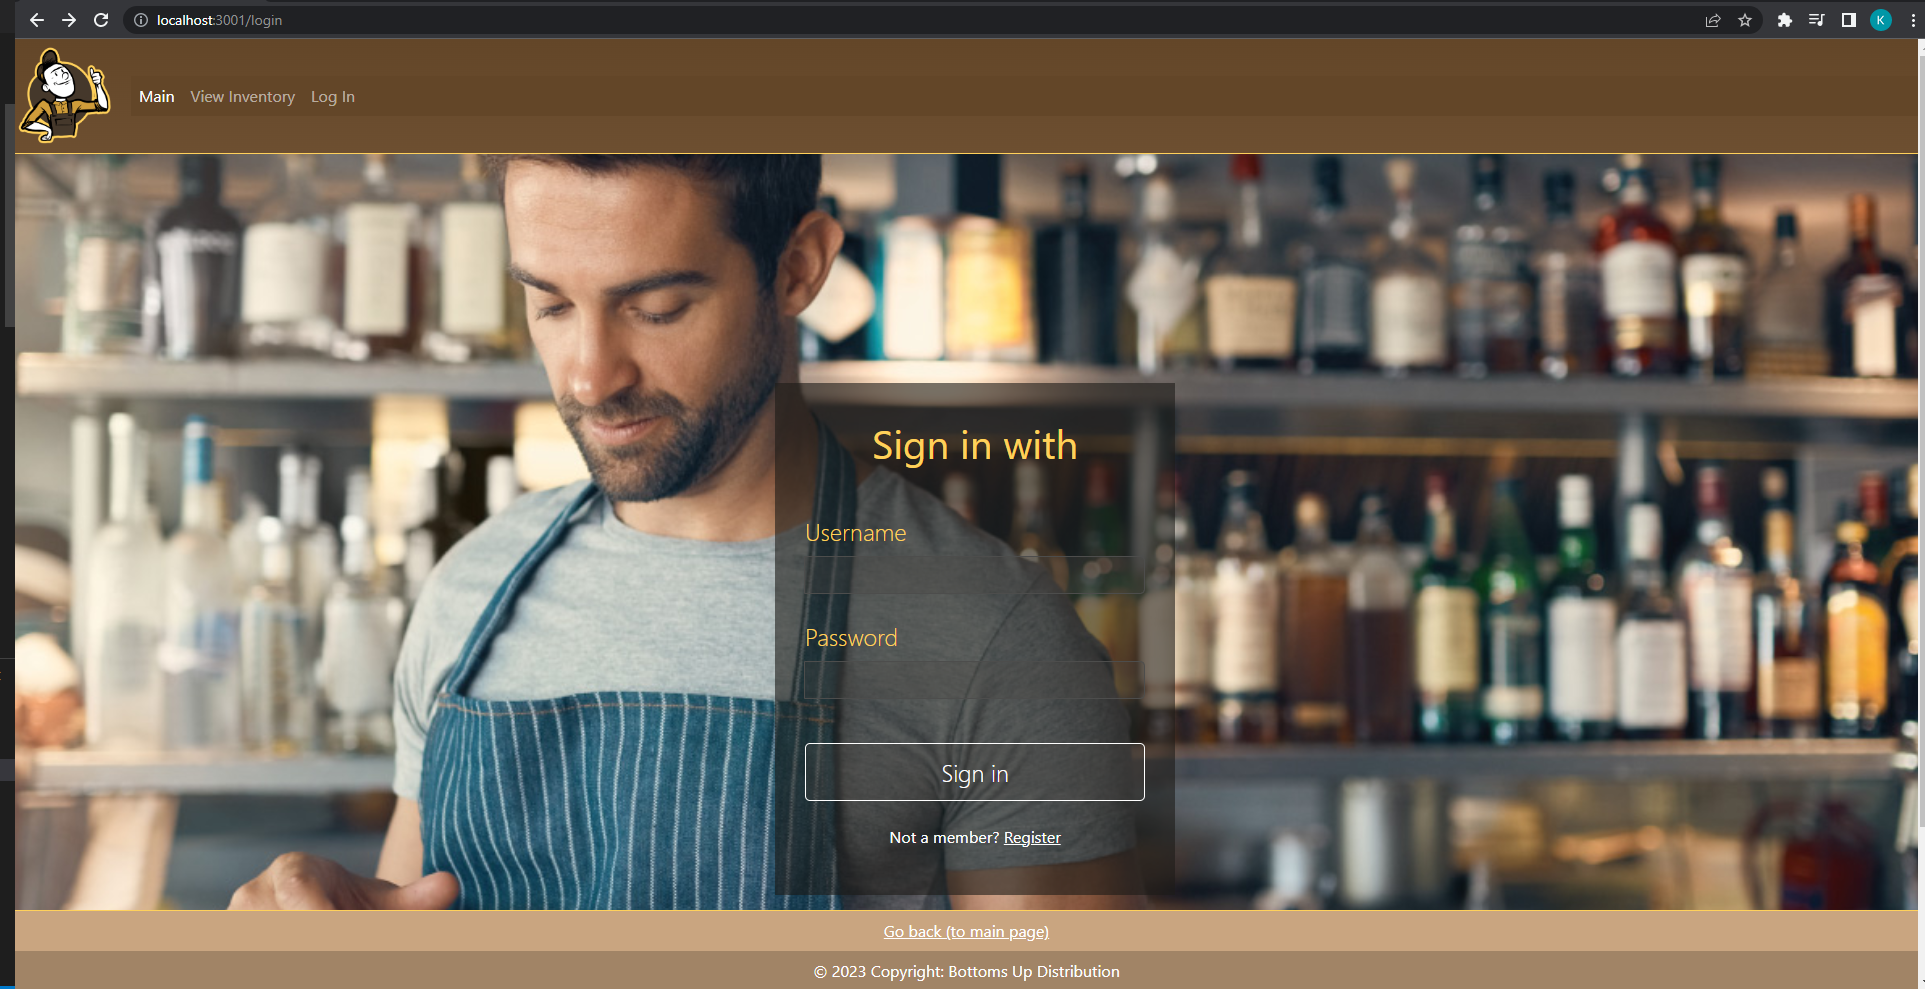 localhost:3001/login
K
Main View Inventory Log In
Sign in with
Username
Password
Sign in
Not a member? Register
Go back (to main page)
© 2023 Copyright: Bottoms Up Distribution